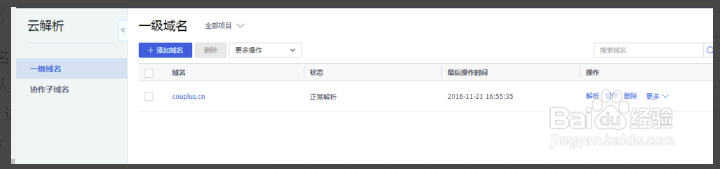 云解析
一级域名
协作子域名
«
一级域名 全部项目
+ 添加域名 删除 更多操作 搜索域名
域名 状态 最后操作时间 操作
couplus.cn 正常解析 2016-11-21 16:55:35 解析 删除 更多
Baidu经验
jingyan.baidu.com